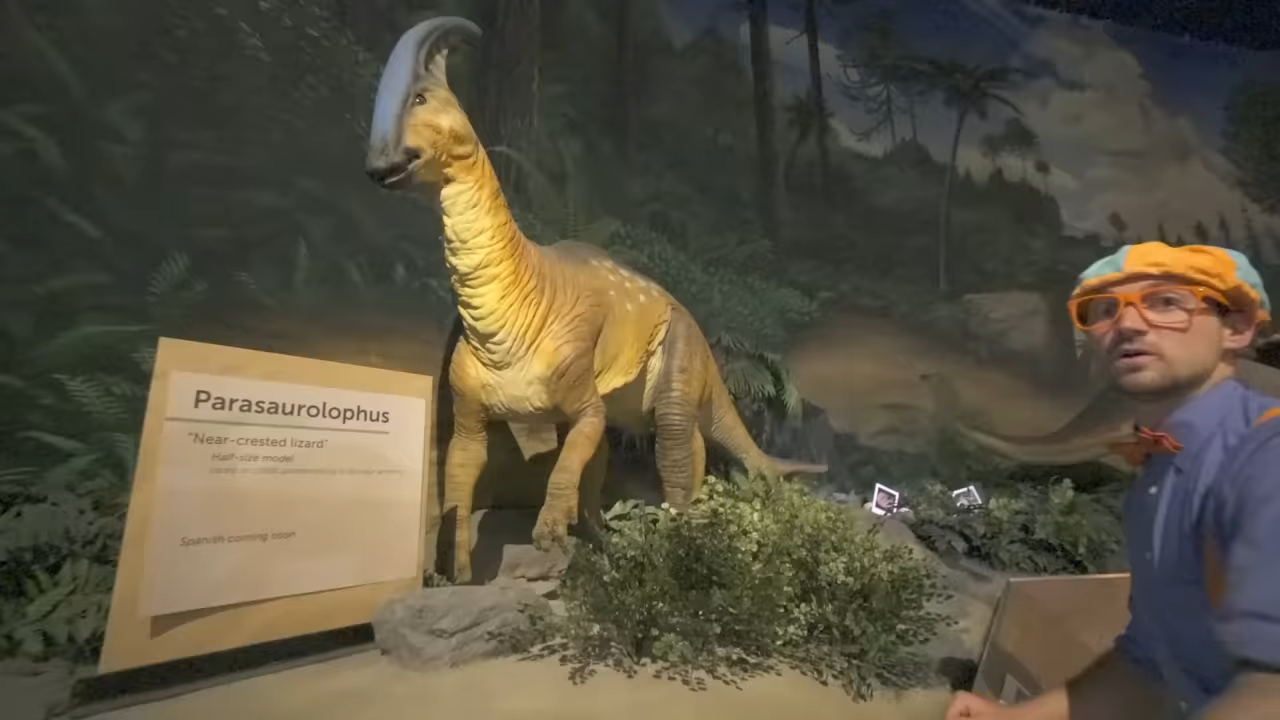 Parasaurolophus
"Near-crested lizard"
Half-size model
Spanish coming soon